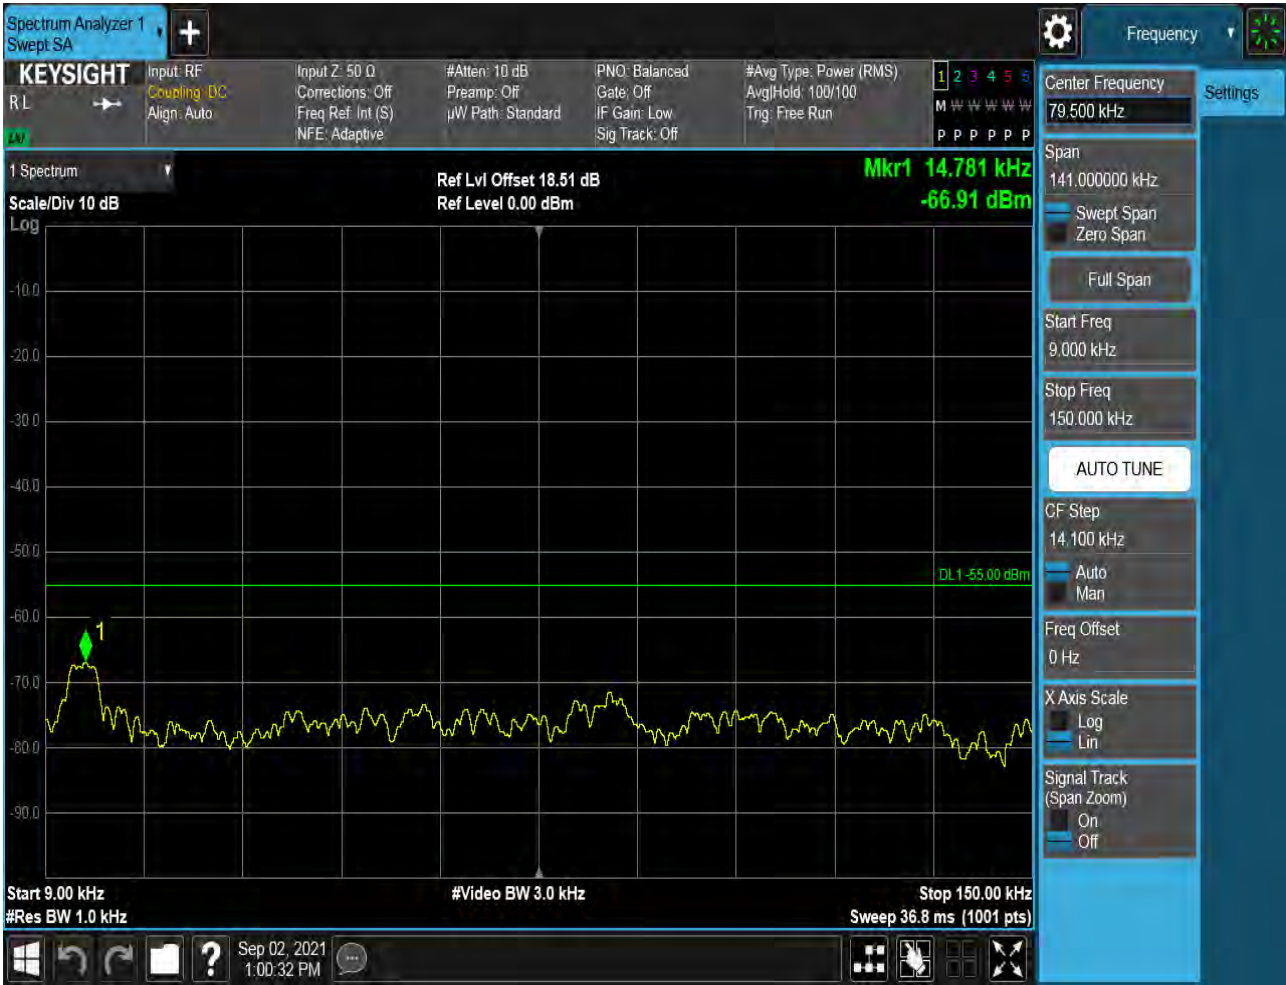 Spectrum Analyzer 1
Swept SA
+
Frequency
KEYSIGHT
R L
LXI
Input: RF
Coupling: DC
Align: Auto
Input Z: 50 Ω
Corrections: Off
Freq Ref: Int (S)
NFE: Adaptive
#Atten: 10 dB
Preamp: Off
µW Path: Standard
PNO: Balanced
Gate: Off
IF Gain: Low
Sig Track: Off
#Avg Type: Power (RMS)
Avg|Hold: 100/100
Trig: Free Run
1 2 3 4 5 6
M W W W W W
P P P P P P
1 Spectrum
Scale/Div 10 dB
Log
Ref Lvl Offset 18.51 dB
Ref Level 0.00 dBm
Mkr1 14.781 kHz
-66.91 dBm
-10.0
-20.0
-30.0
-40.0
-50.0
DL1 -55.00 dBm
-60.0
1
-70.0
-80.0
-90.0
Start 9.00 kHz
#Res BW 1.0 kHz
#Video BW 3.0 kHz
Stop 150.00 kHz
Sweep 36.8 ms (1001 pts)
?
Sep 02, 2021
1:00:32 PM
Settings
Center Frequency
79.500 kHz
Span
141.000000 kHz
Swept Span
Zero Span
Full Span
Start Freq
9.000 kHz
Stop Freq
150.000 kHz
AUTO TUNE
CF Step
14.100 kHz
Auto
Man
Freq Offset
0 Hz
X Axis Scale
Log
Lin
Signal Track
(Span Zoom)
On
Off